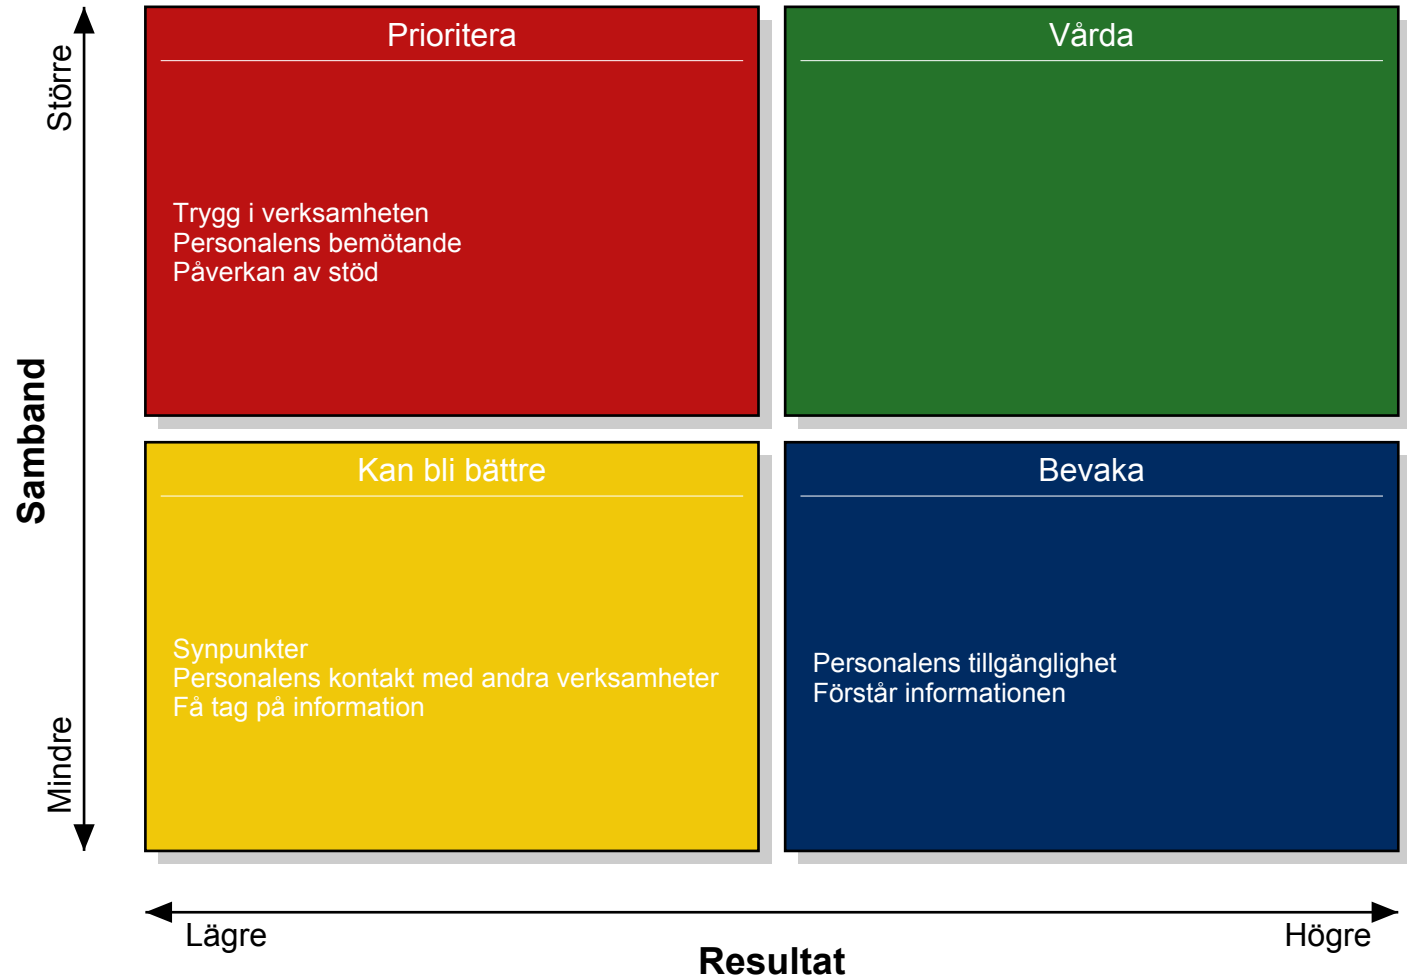 Större
Samband
Mindre
Prioritera
Trygg i verksamheten
Personalens bemötande
Påverkan av stöd
Vårda
Kan bli bättre
Synpunkter
Personalens kontakt med andra verksamheter
Få tag på information
Bevaka
Personalens tillgänglighet
Förstår informationen
Lägre
Resultat
Högre